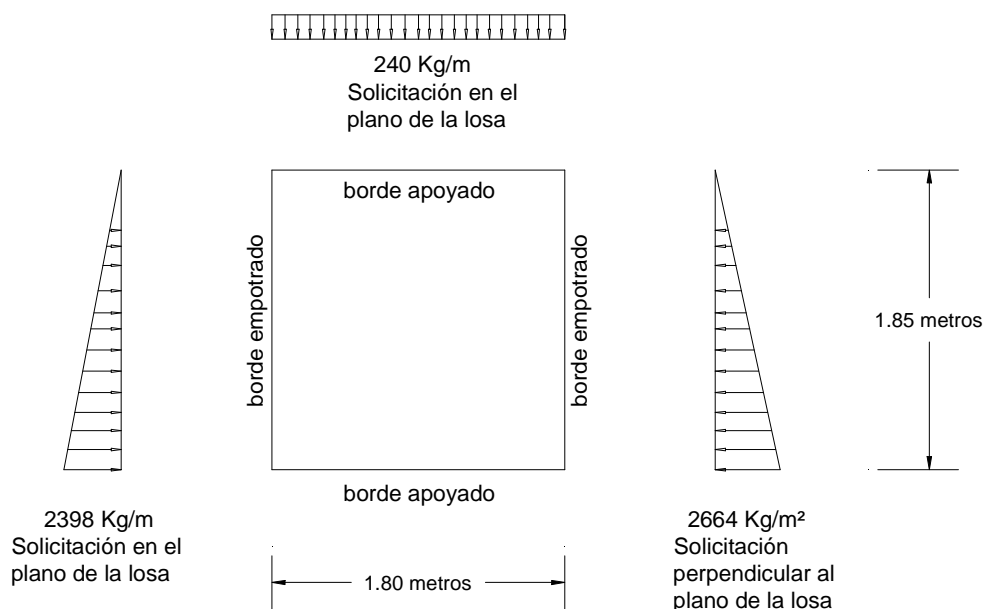 240 Kg/m
Solicitación en el
plano de la losa
borde apoyado
borde empotrado
borde empotrado
1.85 metros
borde apoyado
2398 Kg/m
Solicitación en el
plano de la losa
2664 Kg/m²
Solicitación
perpendicular al
plano de la losa
1.80 metros